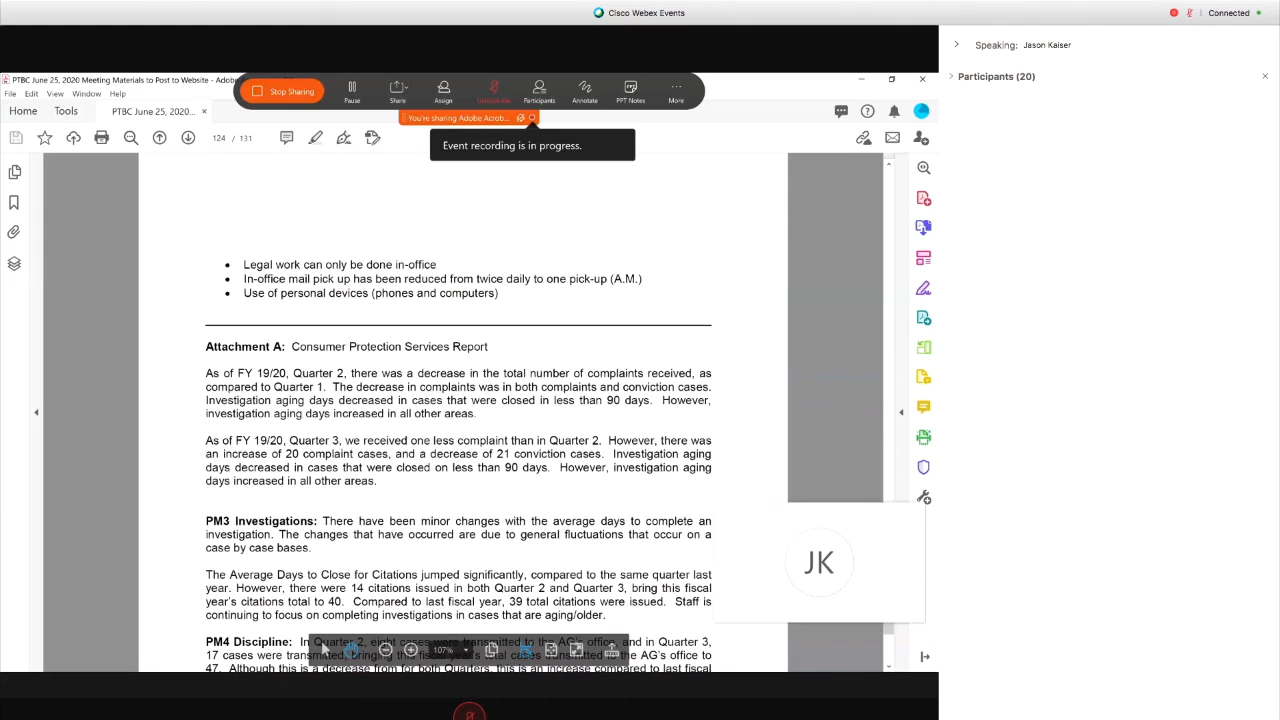 Cisco Webex Events
Connected
Speaking: Jason Kaiser
Participants (20)
PTBC June 25, 2020 Meeting Materials to Post to Website - Adobe
File Edit View Window Help
Stop Sharing
Pause
Share
Assign
Participants
Annotate
PPT Notes
More
Home
Tools
PTBC June 25, 2020...
You're sharing Adobe Acrob...
124 / 131
Event recording is in progress.
• Legal work can only be done in-office
• In-office mail pick up has been reduced from twice daily to one pick-up (A.M.)
• Use of personal devices (phones and computers)
Attachment A: Consumer Protection Services Report
As of FY 19/20, Quarter 2, there was a decrease in the total number of complaints received, as
compared to Quarter 1. The decrease in complaints was in both complaints and conviction cases.
Investigation aging days decreased in cases that were closed in less than 90 days. However,
investigation aging days increased in all other areas.
As of FY 19/20, Quarter 3, we received one less complaint than in Quarter 2. However, there was
an increase of 20 complaint cases, and a decrease of 21 conviction cases. Investigation aging
days decreased in cases that were closed on less than 90 days. However, investigation aging
days increased in all other areas.
PM3 Investigations: There have been minor changes with the average days to complete an
investigation. The changes that have occurred are due to general fluctuations that occur on a
case by case bases.
JK
The Average Days to Close for Citations jumped significantly, compared to the same quarter last
year. However, there were 14 citations issued in both Quarter 2 and Quarter 3, bring this fiscal
year's citations total to 40. Compared to last fiscal year, 39 total citations were issued. Staff is
continuing to focus on completing investigations in cases that are aging/older.
PM4 Discipline: In Quarter 2, eight cases were transmitted to the AG's office, and in Quarter 3,
17 cases were transmitted, bringing this fiscal year's total cases transmitted to the AG's office to
47. Although this is a decrease from for both Quarters, this is an increase compared to last fiscal
107%